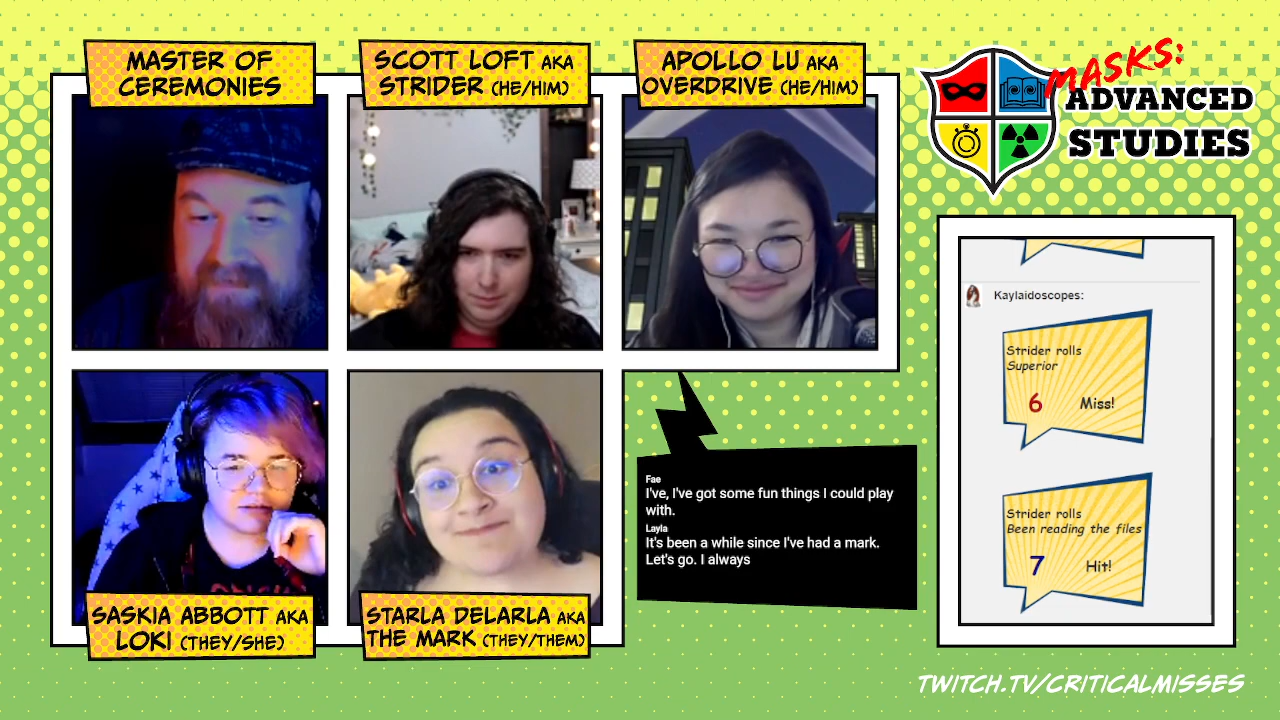 MASTER OF
CEREMONIES
SCOTT LOFT AKA
STRIDER (HE/HIM)
APOLLO LU AKA
OVERDRIVE (HE/HIM)
MASKS:
ADVANCED
STUDIES
SASKIA ABBOTT AKA
LOKI (THEY/SHE)
STARLA DELARLA AKA
THE MARK (THEY/THEM)
Fae
I've, I've got some fun things I could play
with.
Layla
It's been a while since I've had a mark.
Let's go. I always
Kaylaidoscopes:
Strider rolls
Superior
6 Miss!
Strider rolls
Been reading the files
7 Hit!
TWITCH.TV/CRITICALMISSES